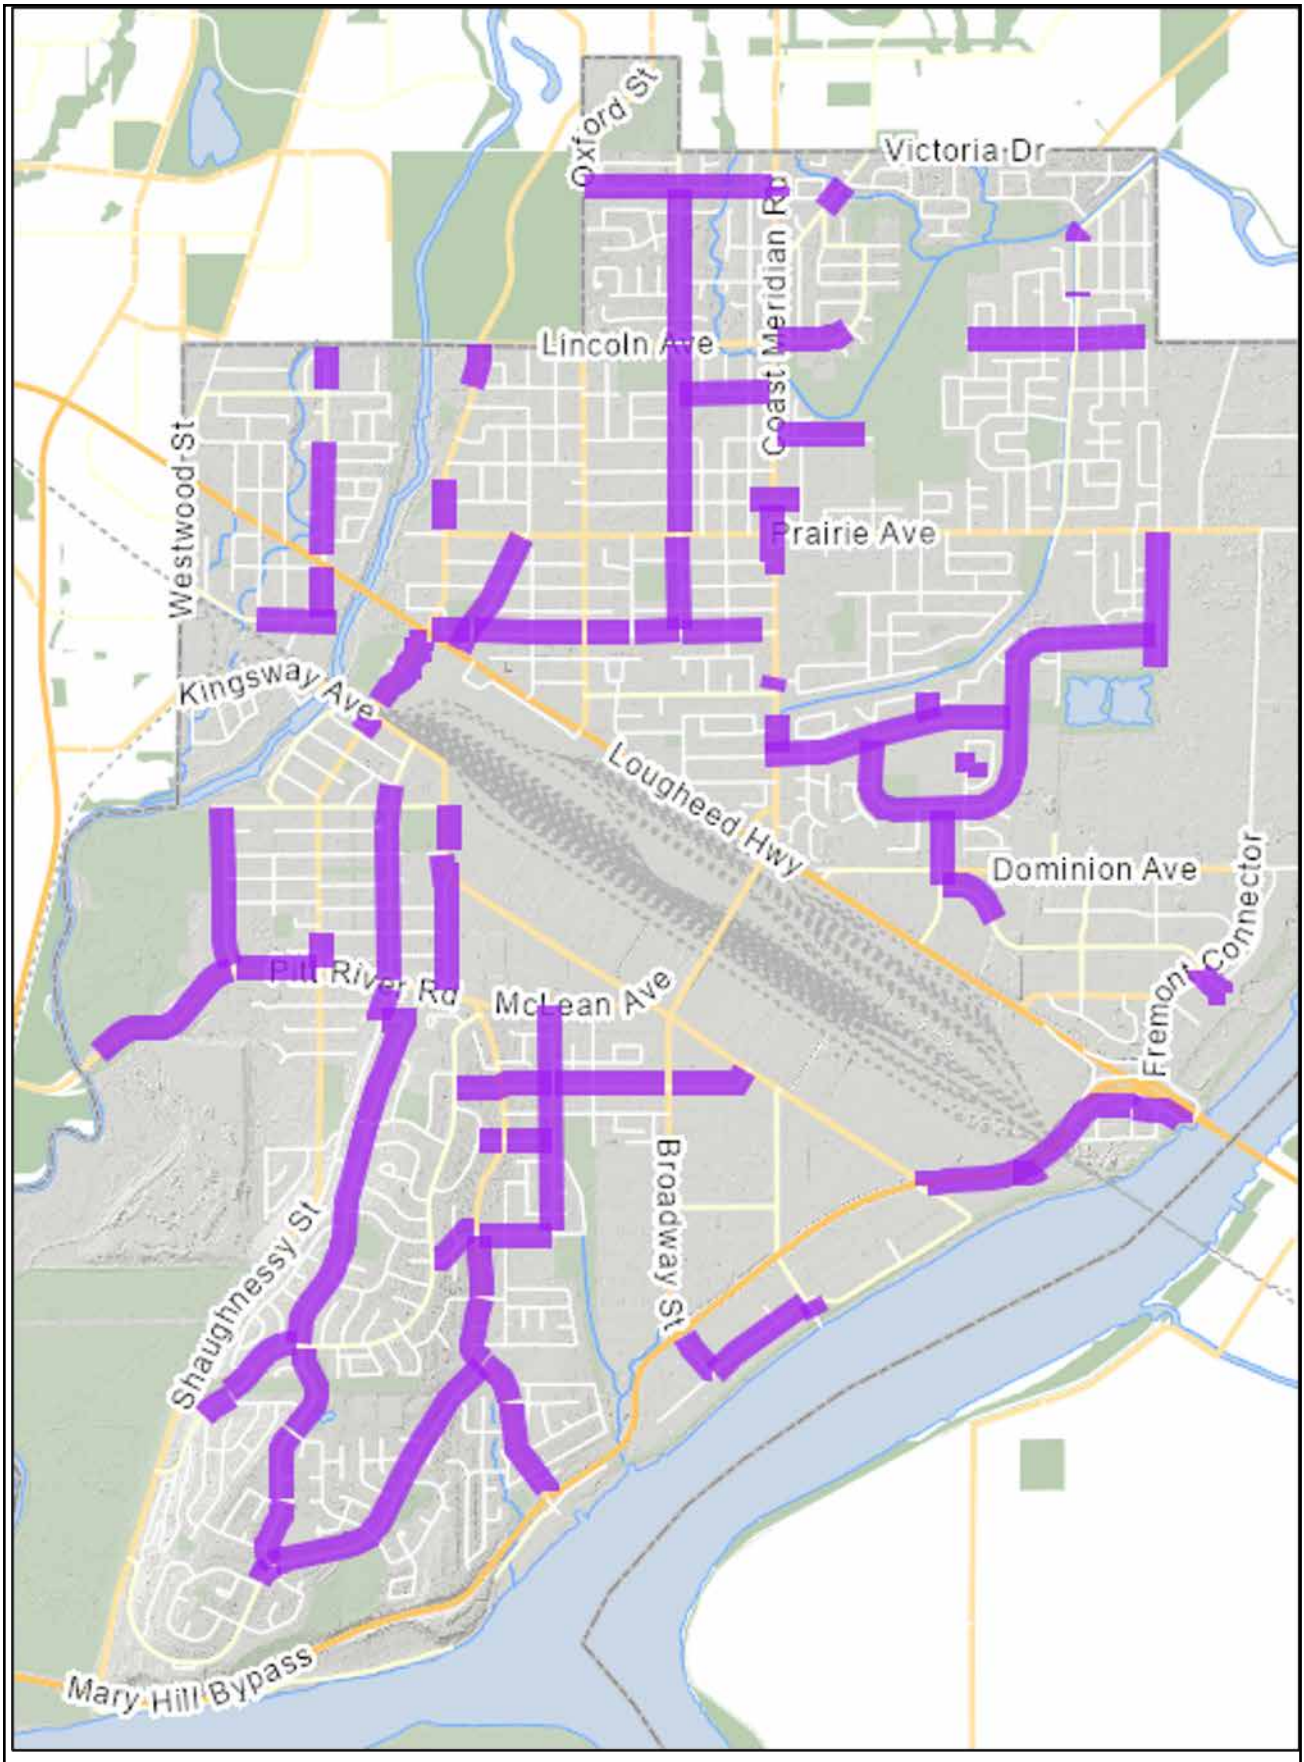 Oxford St
Victoria Dr
Coast Meridian Rd
Lincoln Ave
Westwood St
Prairie Ave
Kingsway Ave
Lougheed Hwy
Dominion Ave
Fremont Connector
Pitt River Rd
McLean Ave
Broadway St
Shaughnessy St
Mary Hill Bypass